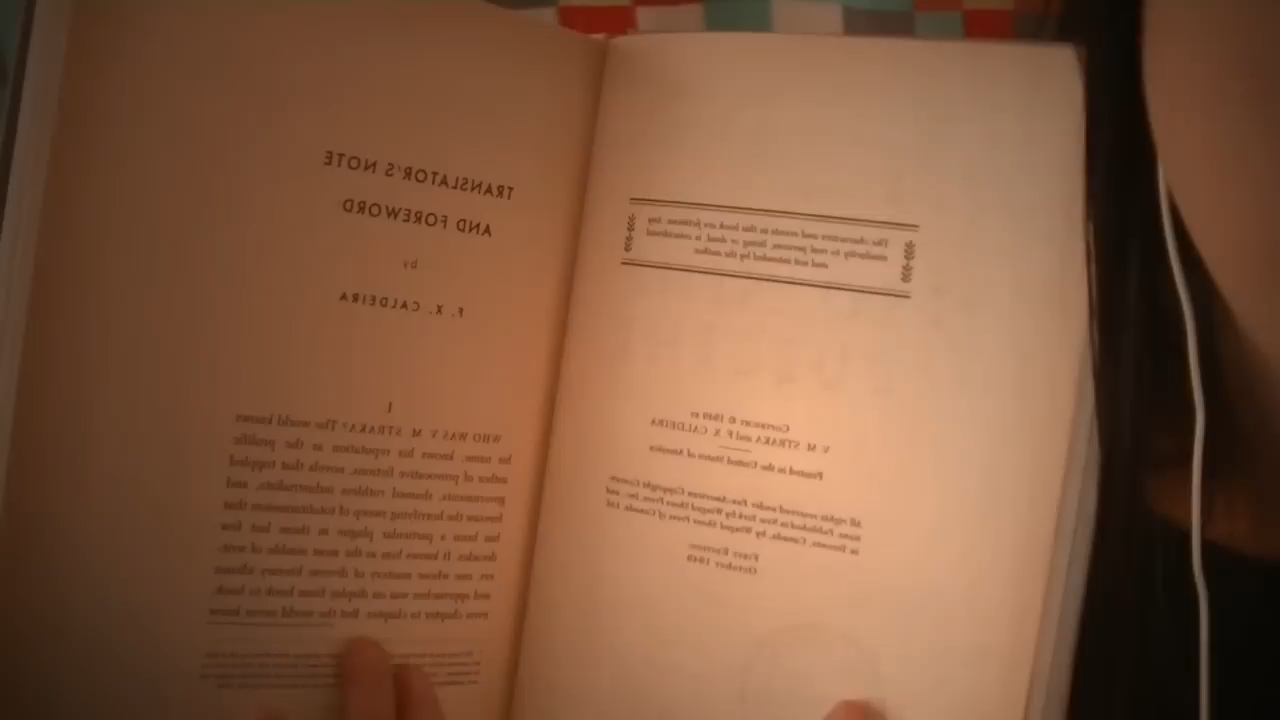 The characters and events in this book are fictitious. Any
similarity to real persons, living or dead, is coincidental
and not intended by the author.
COPYRIGHT © 1949 BY
V. M. STRAKA and F. X. CALDEIRA
Printed in the United States of America
All rights reserved under Pan-American Copyright Conven-
tions. Published in New York by Winged Shoes Press, Inc., and
in Toronto, Canada, by Winged Shoes Press of Canada, Ltd.
FIRST EDITION
October 1949
TRANSLATOR'S NOTE
AND FOREWORD
by
F. X. CALDEIRA
I
WHO WAS V. M. STRAKA? The world knows
his name, knows his reputation as the prolific
author of provocative fictions, novels that toppled
governments, shamed ruthless industrialists, and
foresaw the horrifying sweep of totalitarianism that
has been a particular plague in these last few
decades. It knows him as the most nimble of writ-
ers, one whose mastery of diverse literary idioms
and approaches was on display from book to book,
even chapter to chapter. But the world never knew